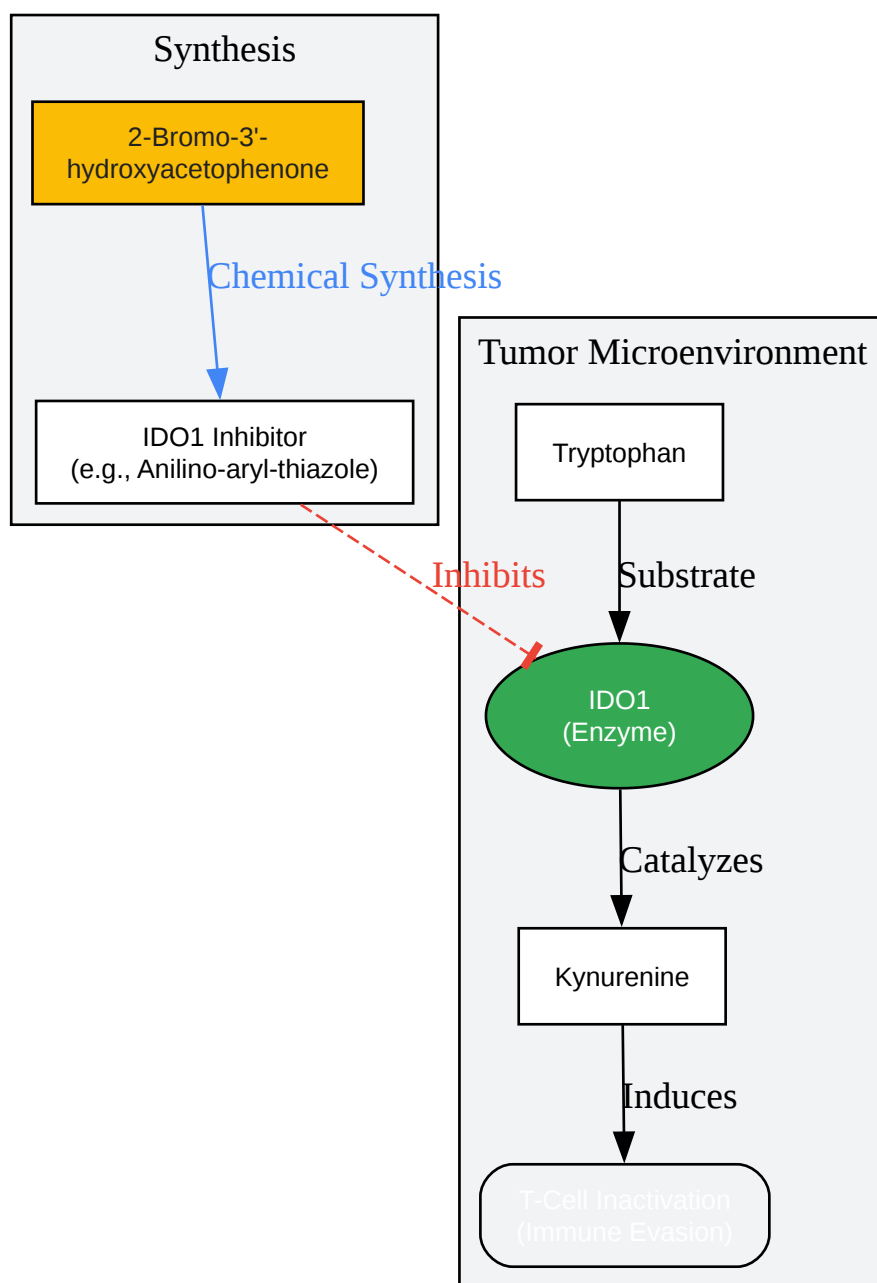 Synthesis
2-Bromo-3'-
hydroxyacetophenone
Chemical Synthesis
IDO1 Inhibitor
(e.g., Anilino-aryl-thiazole)
Inhibits
Tumor Microenvironment
Tryptophan
Substrate
IDO1
(Enzyme)
Catalyzes
Kynurenine
Induces
T-Cell Inactivation
(Immune Evasion)